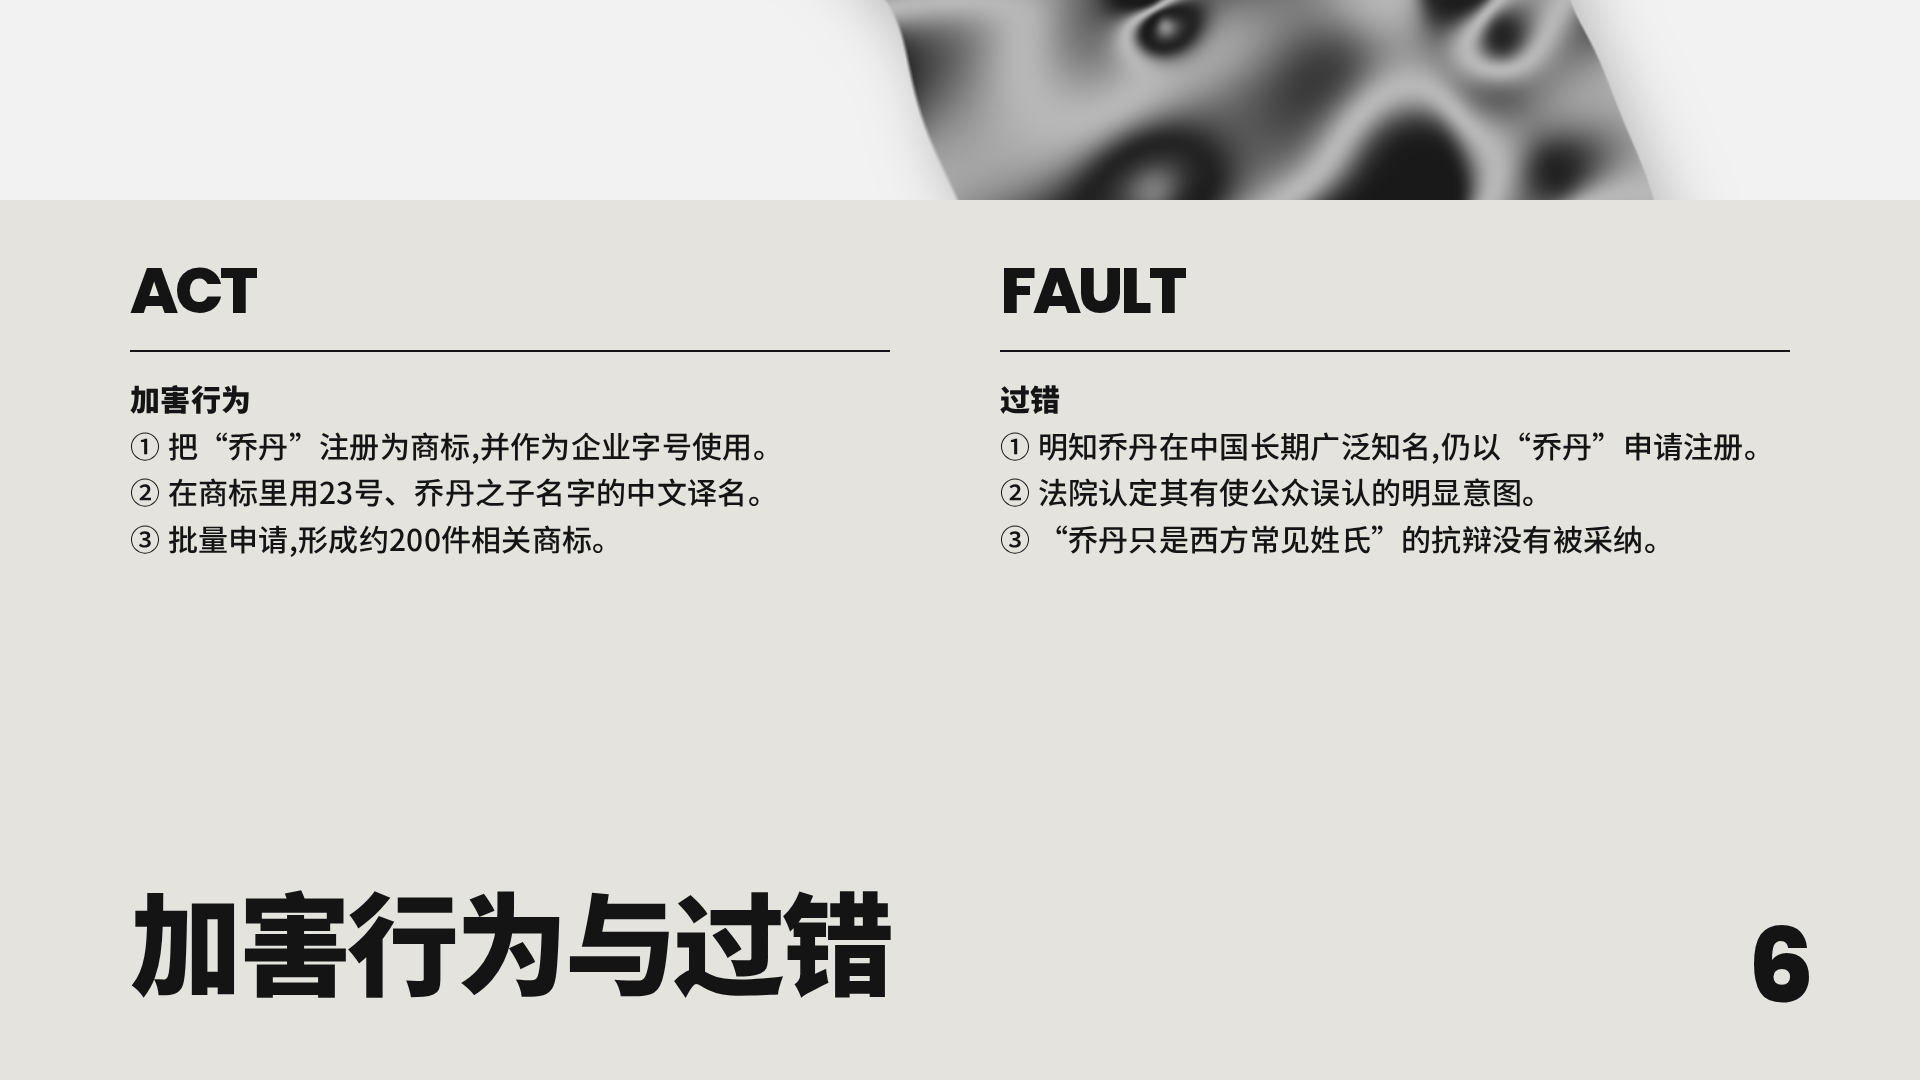 ACT
加害行为
① 把“乔丹”注册为商标,并作为企业字号使用。
② 在商标里用23号、乔丹之子名字的中文译名。
③ 批量申请,形成约200件相关商标。
FAULT
过错
① 明知乔丹在中国长期广泛知名,仍以“乔丹”申请注册。
② 法院认定其有使公众误认的明显意图。
③ “乔丹只是西方常见姓氏”的抗辩没有被采纳。
加害行为与过错
6